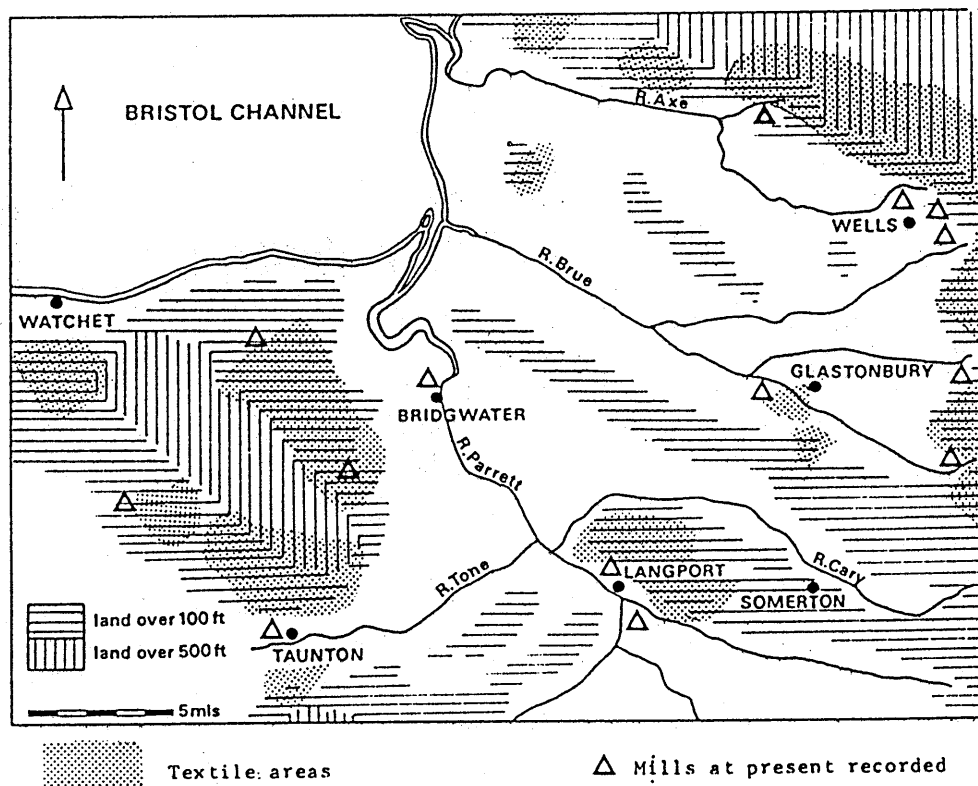 BRISTOL CHANNEL
R.Axe
WELLS
R.Brue
WATCHET
GLASTONBURY
BRIDGWATER
R.Parrett
R.Tone
LANGPORT
R.Cary
SOMERTON
land over 100 ft
land over 500 ft
TAUNTON
5 mls
Textile areas
Mills at present recorded